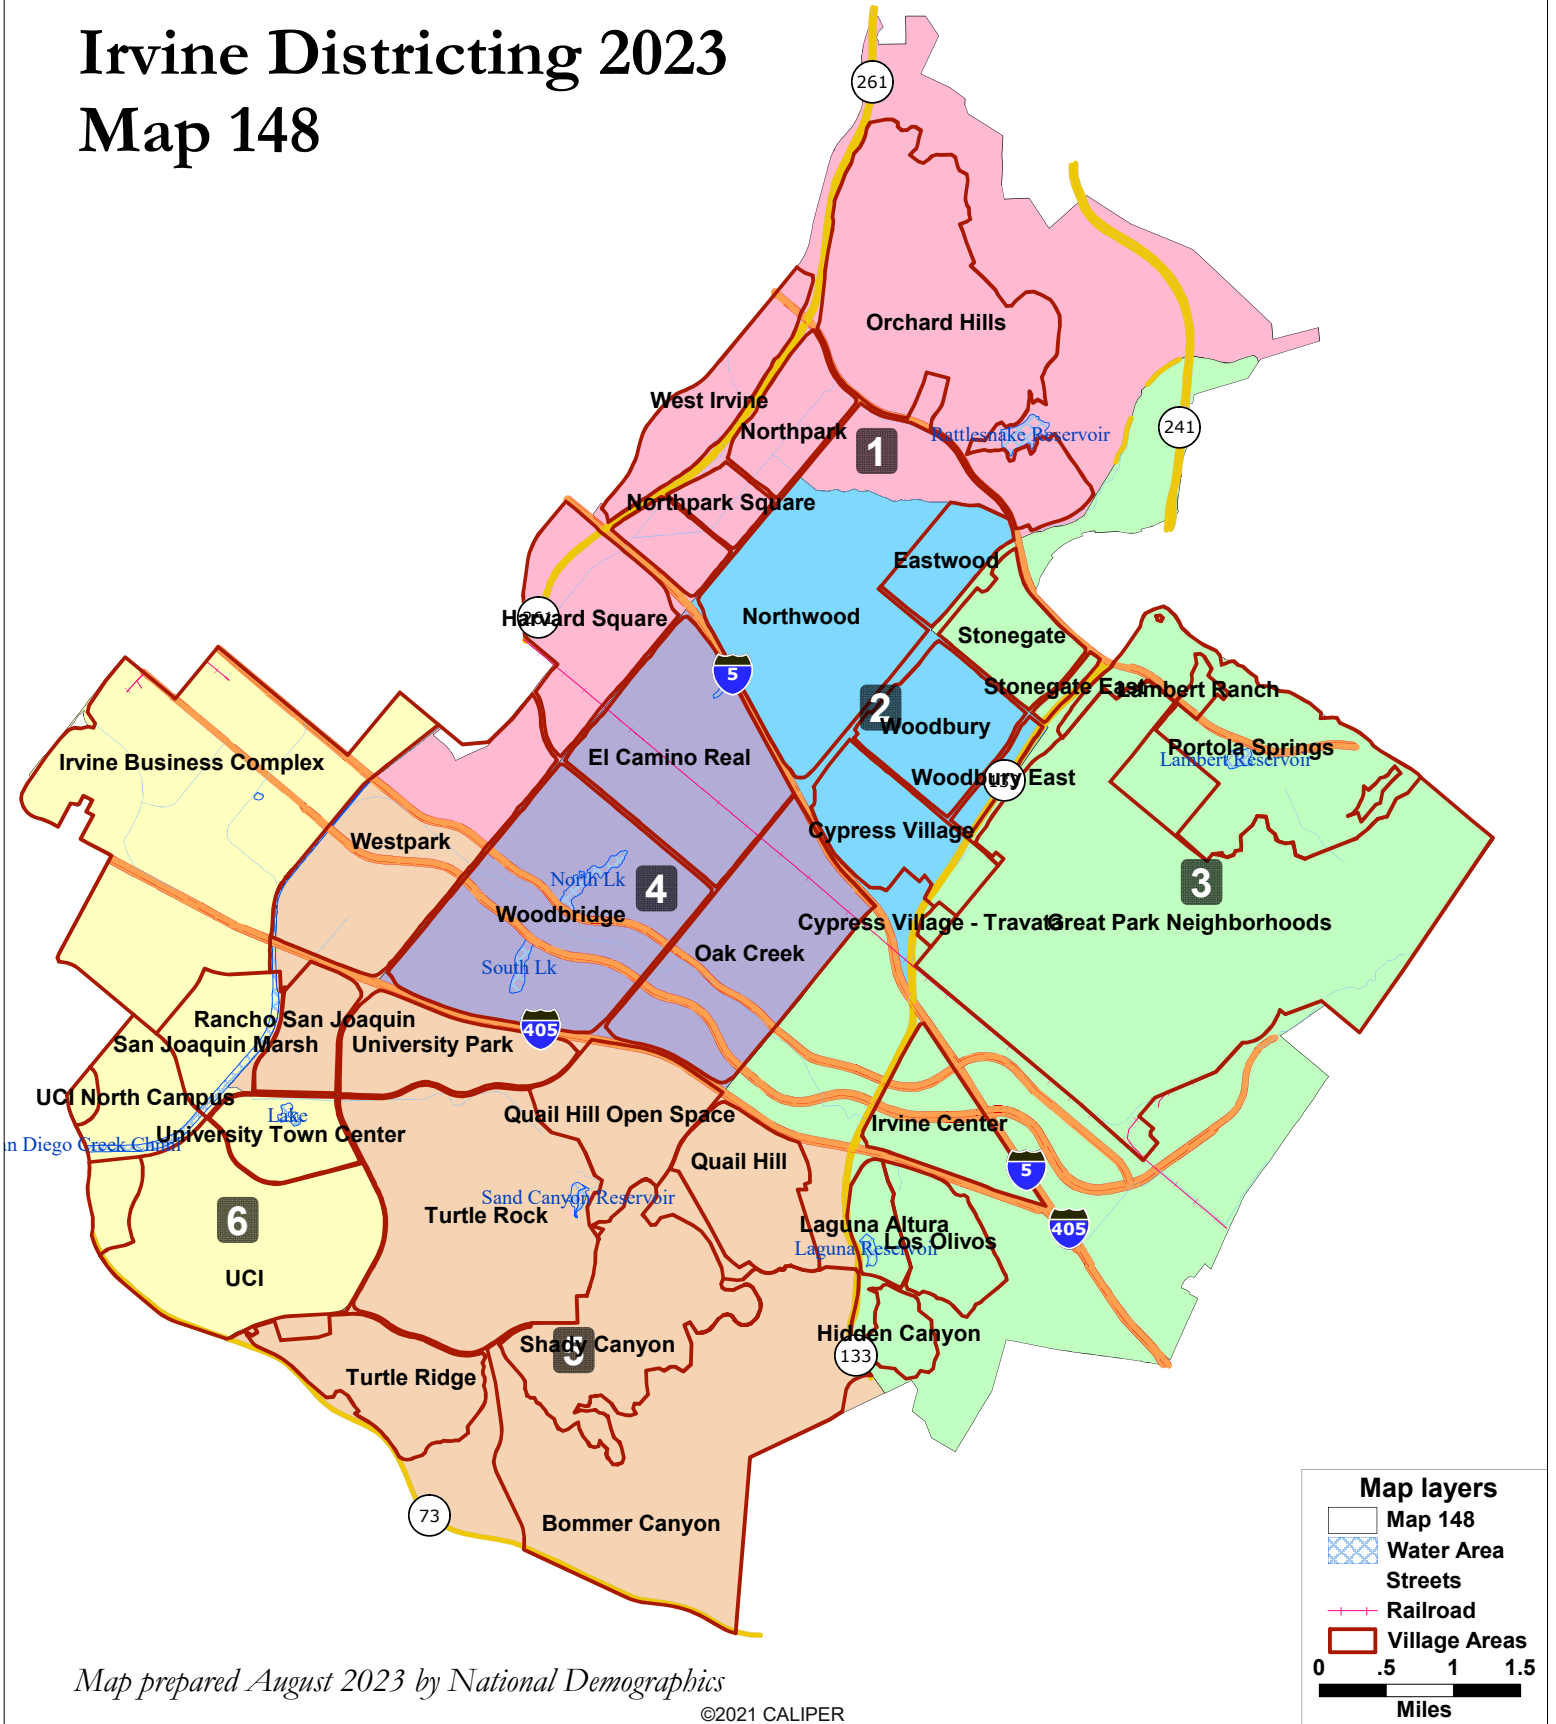 Irvine Districting 2023
Map 148
261
Orchard Hills
West Irvine
Northpark
1
Rattlesnake Reservoir
241
Northpark Square
Eastwood
Harvard Square
261
Northwood
Stonegate
5
Stonegate East
Lambert Ranch
2
Woodbury
Portola Springs
Lambert Reservoir
El Camino Real
Irvine Business Complex
Woodbury East
133
Cypress Village
Westpark
North Lk
4
3
Woodbridge
Cypress Village - Travata
Great Park Neighborhoods
Oak Creek
South Lk
Rancho San Joaquin
405
San Joaquin Marsh
University Park
UCI North Campus
Lake
Quail Hill Open Space
Irvine Center
University Town Center
an Diego Creek Chnnl
Quail Hill
5
Sand Canyon Reservoir
Turtle Rock
6
Laguna Altura
405
Los Olivos
Laguna Reservoir
UCI
Hidden Canyon
Shady Canyon
5
133
Turtle Ridge
73
Bommer Canyon
Map layers
Map 148
Water Area
Streets
Railroad
Village Areas
0 .5 1 1.5
Miles
Map prepared August 2023 by National Demographics
©2021 CALIPER